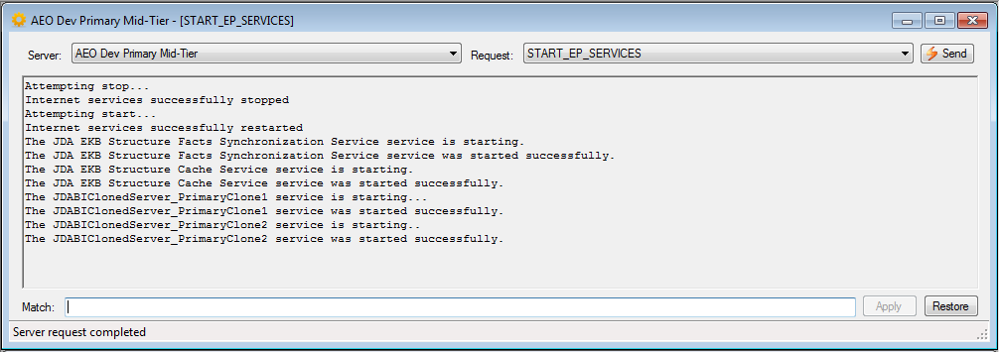 AEO Dev Primary Mid-Tier - [START_EP_SERVICES]
Server: AEO Dev Primary Mid-Tier Request: START_EP_SERVICES Send
Attempting stop...
Internet services successfully stopped
Attempting start...
Internet services successfully restarted
The JDA EKB Structure Facts Synchronization Service service is starting.
The JDA EKB Structure Facts Synchronization Service service was started successfully.
The JDA EKB Structure Cache Service service is starting.
The JDA EKB Structure Cache Service service was started successfully.
The JDABIClonedServer_PrimaryClone1 service is starting...
The JDABIClonedServer_PrimaryClone1 service was started successfully.
The JDABIClonedServer_PrimaryClone2 service is starting..
The JDABIClonedServer_PrimaryClone2 service was started successfully.
Match: Apply Restore
Server request completed